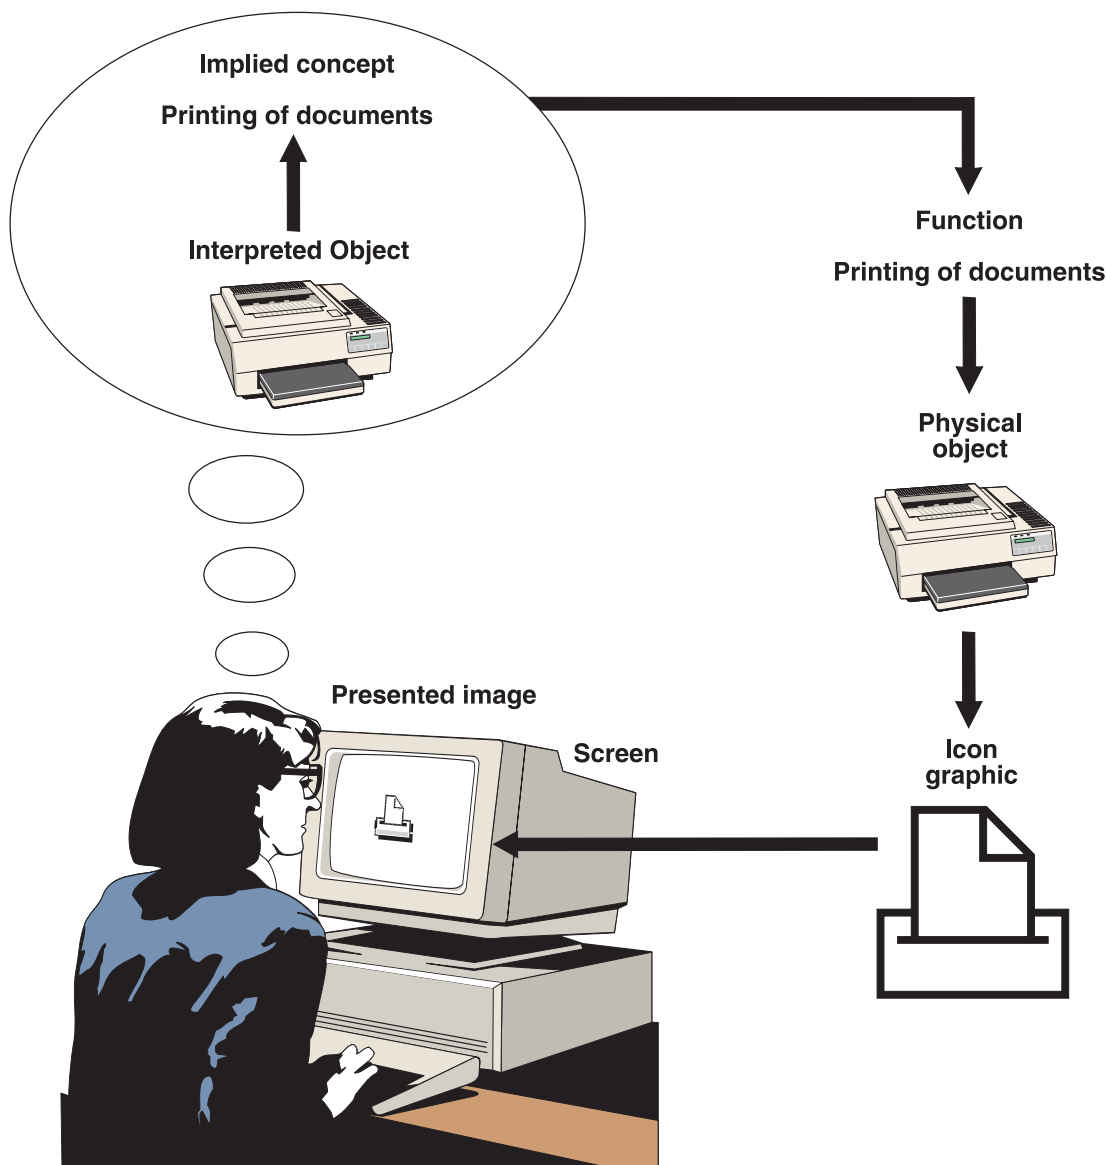 Implied concept
Printing of documents
Interpreted Object
Function
Printing of documents
Physical
object
Presented image
Screen
Icon
graphic